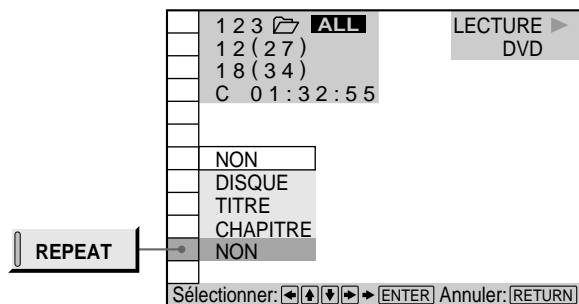 123 ALL
12(27)
18(34)
C 01:32:55
LECTURE
DVD
NON
DISQUE
TITRE
CHAPITRE
NON
REPEAT
Sélectionner: ENTER Annuler: RETURN